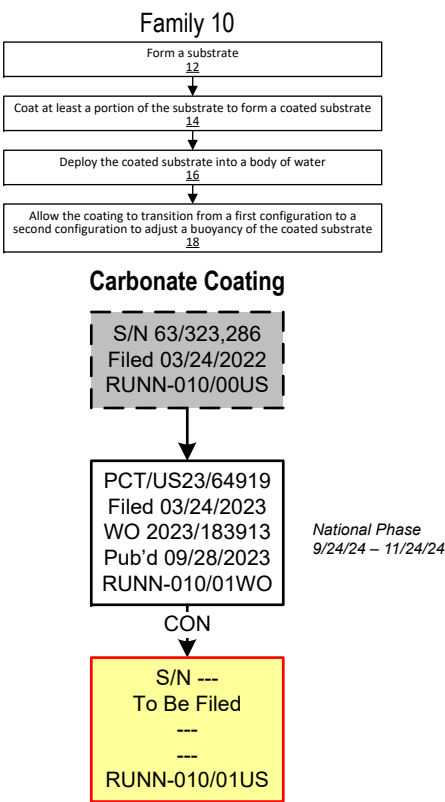 Family 10
Form a substrate
12
Coat at least a portion of the substrate to form a coated substrate
14
Deploy the coated substrate into a body of water
16
Allow the coating to transition from a first configuration to a
second configuration to adjust a buoyancy of the coated substrate
18
Carbonate Coating
S/N 63/323,286
Filed 03/24/2022
RUNN-010/00US
PCT/US23/64919
Filed 03/24/2023
WO 2023/183913
Pub'd 09/28/2023
RUNN-010/01WO
National Phase
9/24/24 – 11/24/24
CON
S/N ---
To Be Filed
---
---
RUNN-010/01US